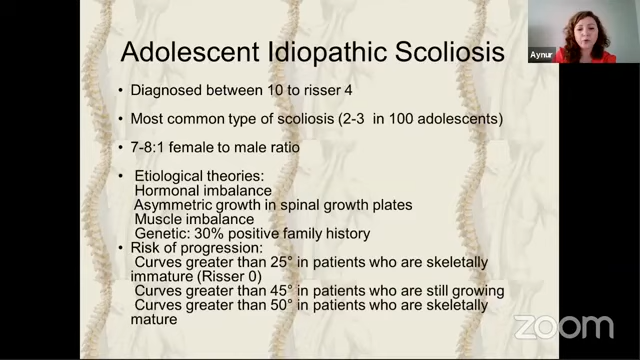 Adolescent Idiopathic Scoliosis
Aynur
• Diagnosed between 10 to risser 4
• Most common type of scoliosis (2-3 in 100 adolescents)
• 7-8:1 female to male ratio
• Etiological theories:
Hormonal imbalance
Asymmetric growth in spinal growth plates
Muscle imbalance
Genetic: 30% positive family history
• Risk of progression:
Curves greater than 25° in patients who are skeletally
immature (Risser 0)
Curves greater than 45° in patients who are still growing
Curves greater than 50° in patients who are skeletally
mature
zoom